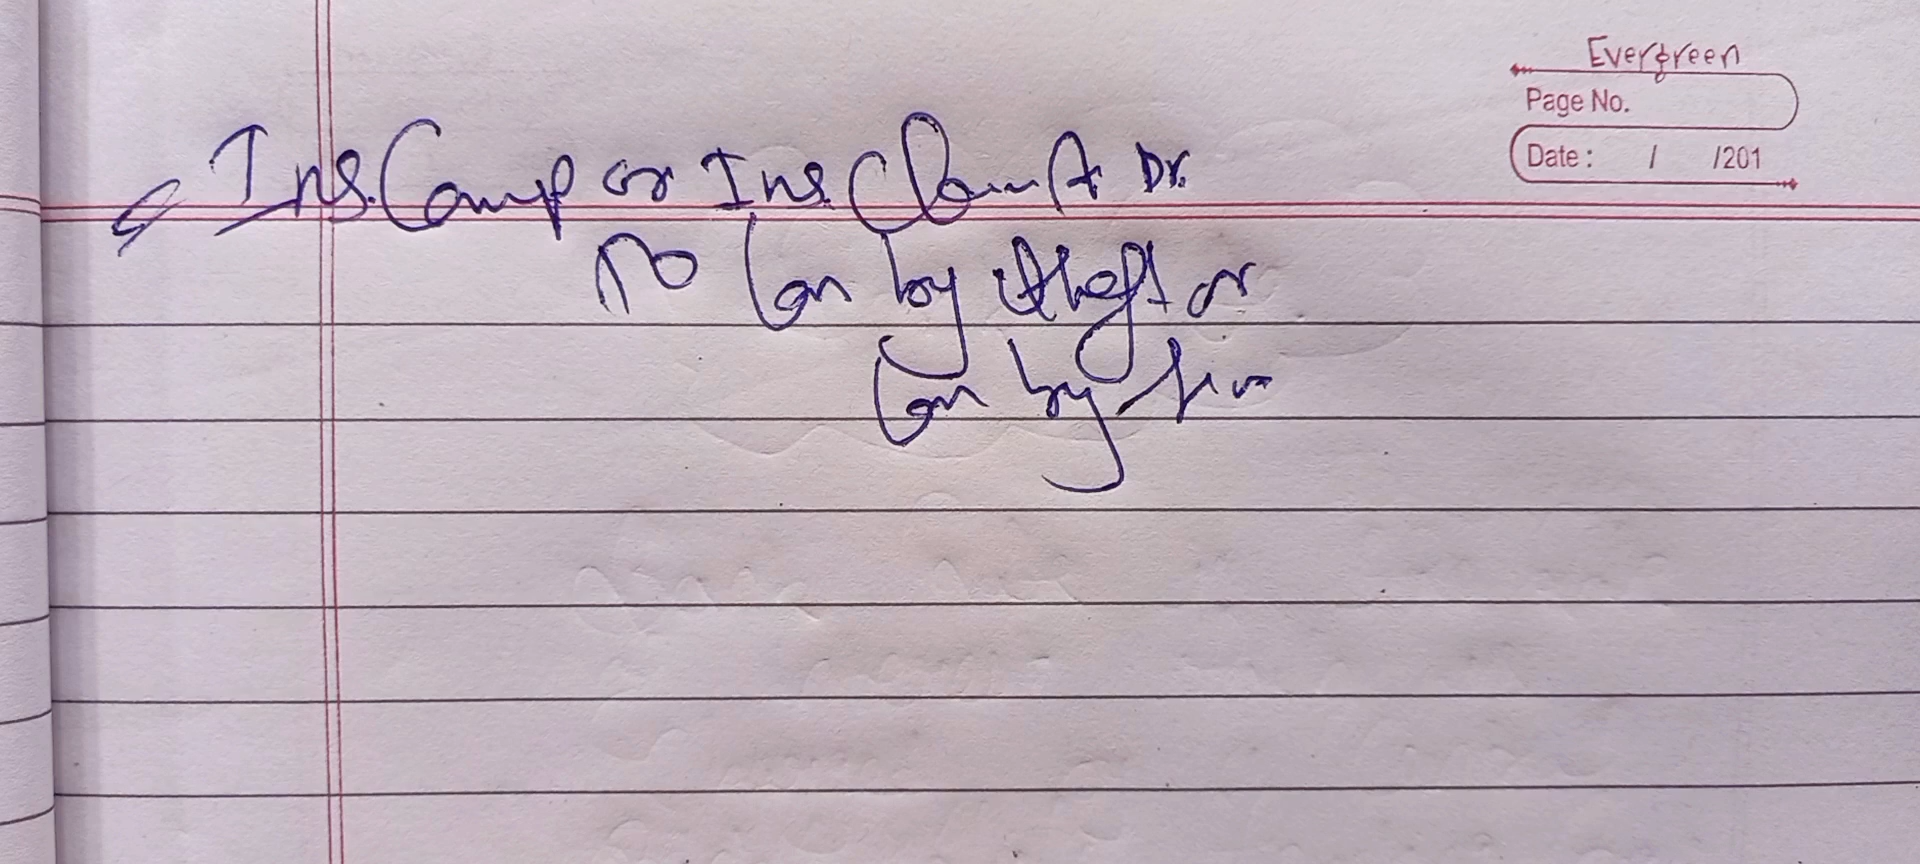 Evergreen
Page No.
Date : / /201
Ins. Comp or Ins. Claim A Dr.
To Loss by theft or
Loss by fire